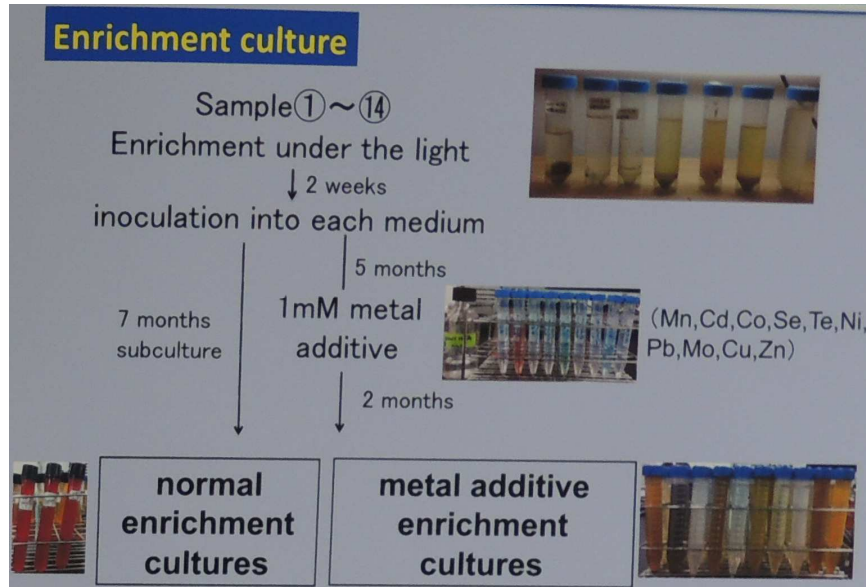 Enrichment culture
Sample①~⑭
Enrichment under the light
2 weeks
inoculation into each medium
5 months
7 months
subculture
1mM metal
additive
(Mn,Cd,Co,Se,Te,Ni,
Pb,Mo,Cu,Zn)
2 months
normal
enrichment
cultures
metal additive
enrichment
cultures